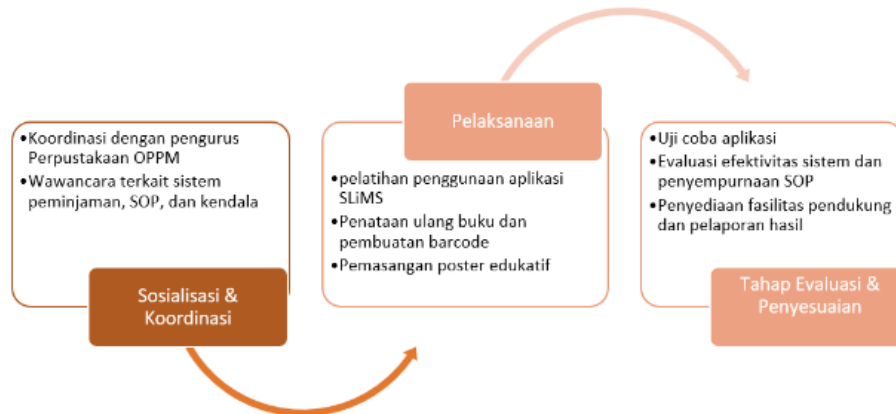 •Koordinasi dengan pengurus
Perpustakaan OPPM
•Wawancara terkait sistem
peminjaman, SOP, dan kendala
Sosialisasi &
Koordinasi
Pelaksanaan
•pelatihan penggunaan aplikasi
SLiMS
•Penataan ulang buku dan
pembuatan barcode
•Pemasangan poster edukatif
•Uji coba aplikasi
•Evaluasi efektivitas sistem dan
penyempurnaan SOP
•Penyediaan fasilitas pendukung
dan pelaporan hasil
Tahap Evaluasi &
Penyesuaian